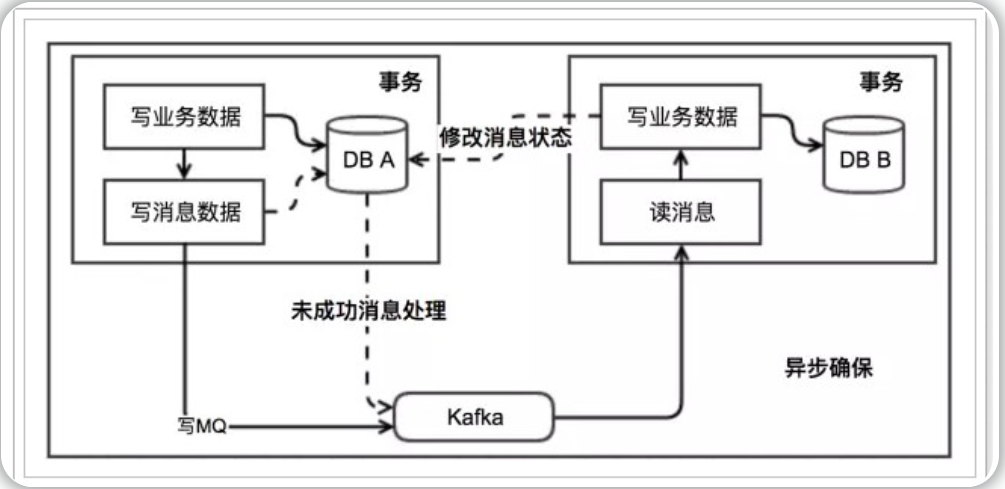 事务
写业务数据
DB A
写消息数据
修改消息状态
事务
写业务数据
DB B
读消息
未成功消息处理
异步确保
写MQ
Kafka